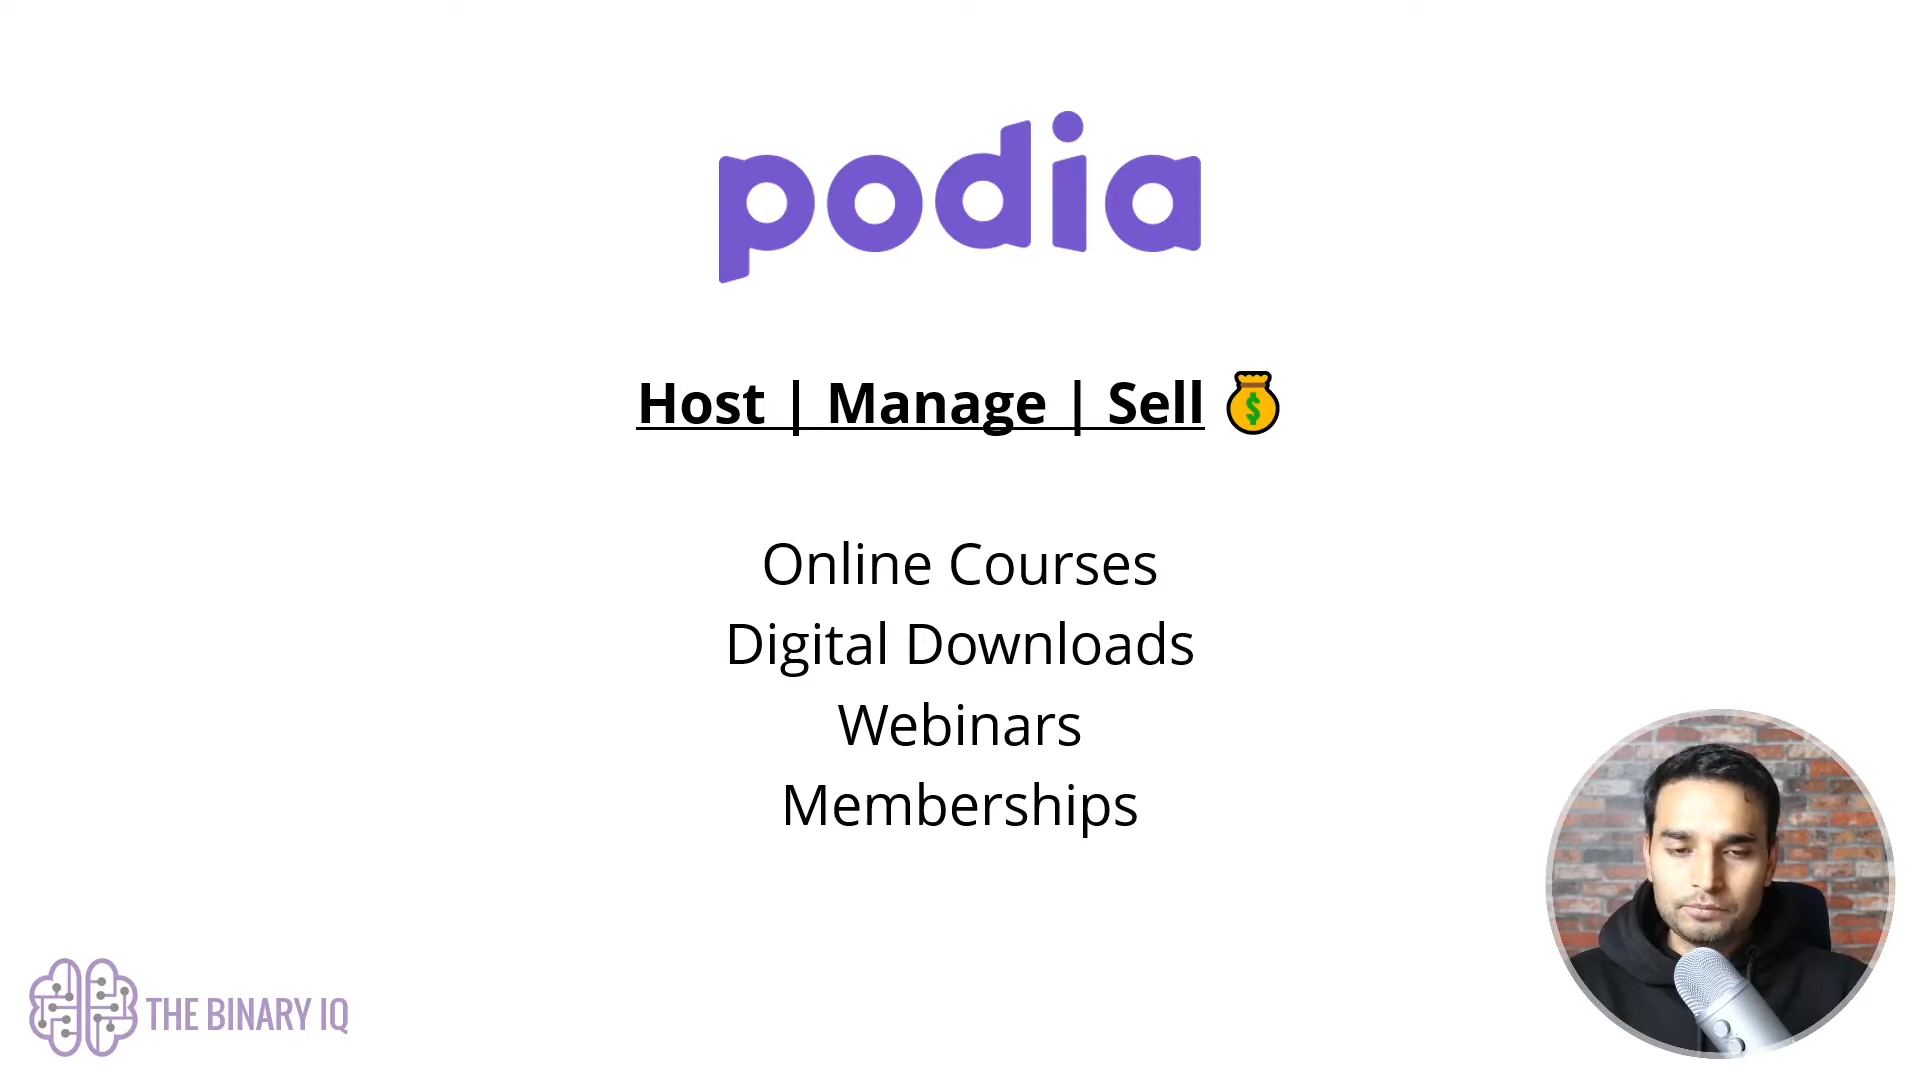 podia
Host | Manage | Sell
Online Courses
Digital Downloads
Webinars
Memberships
THE BINARY IQ